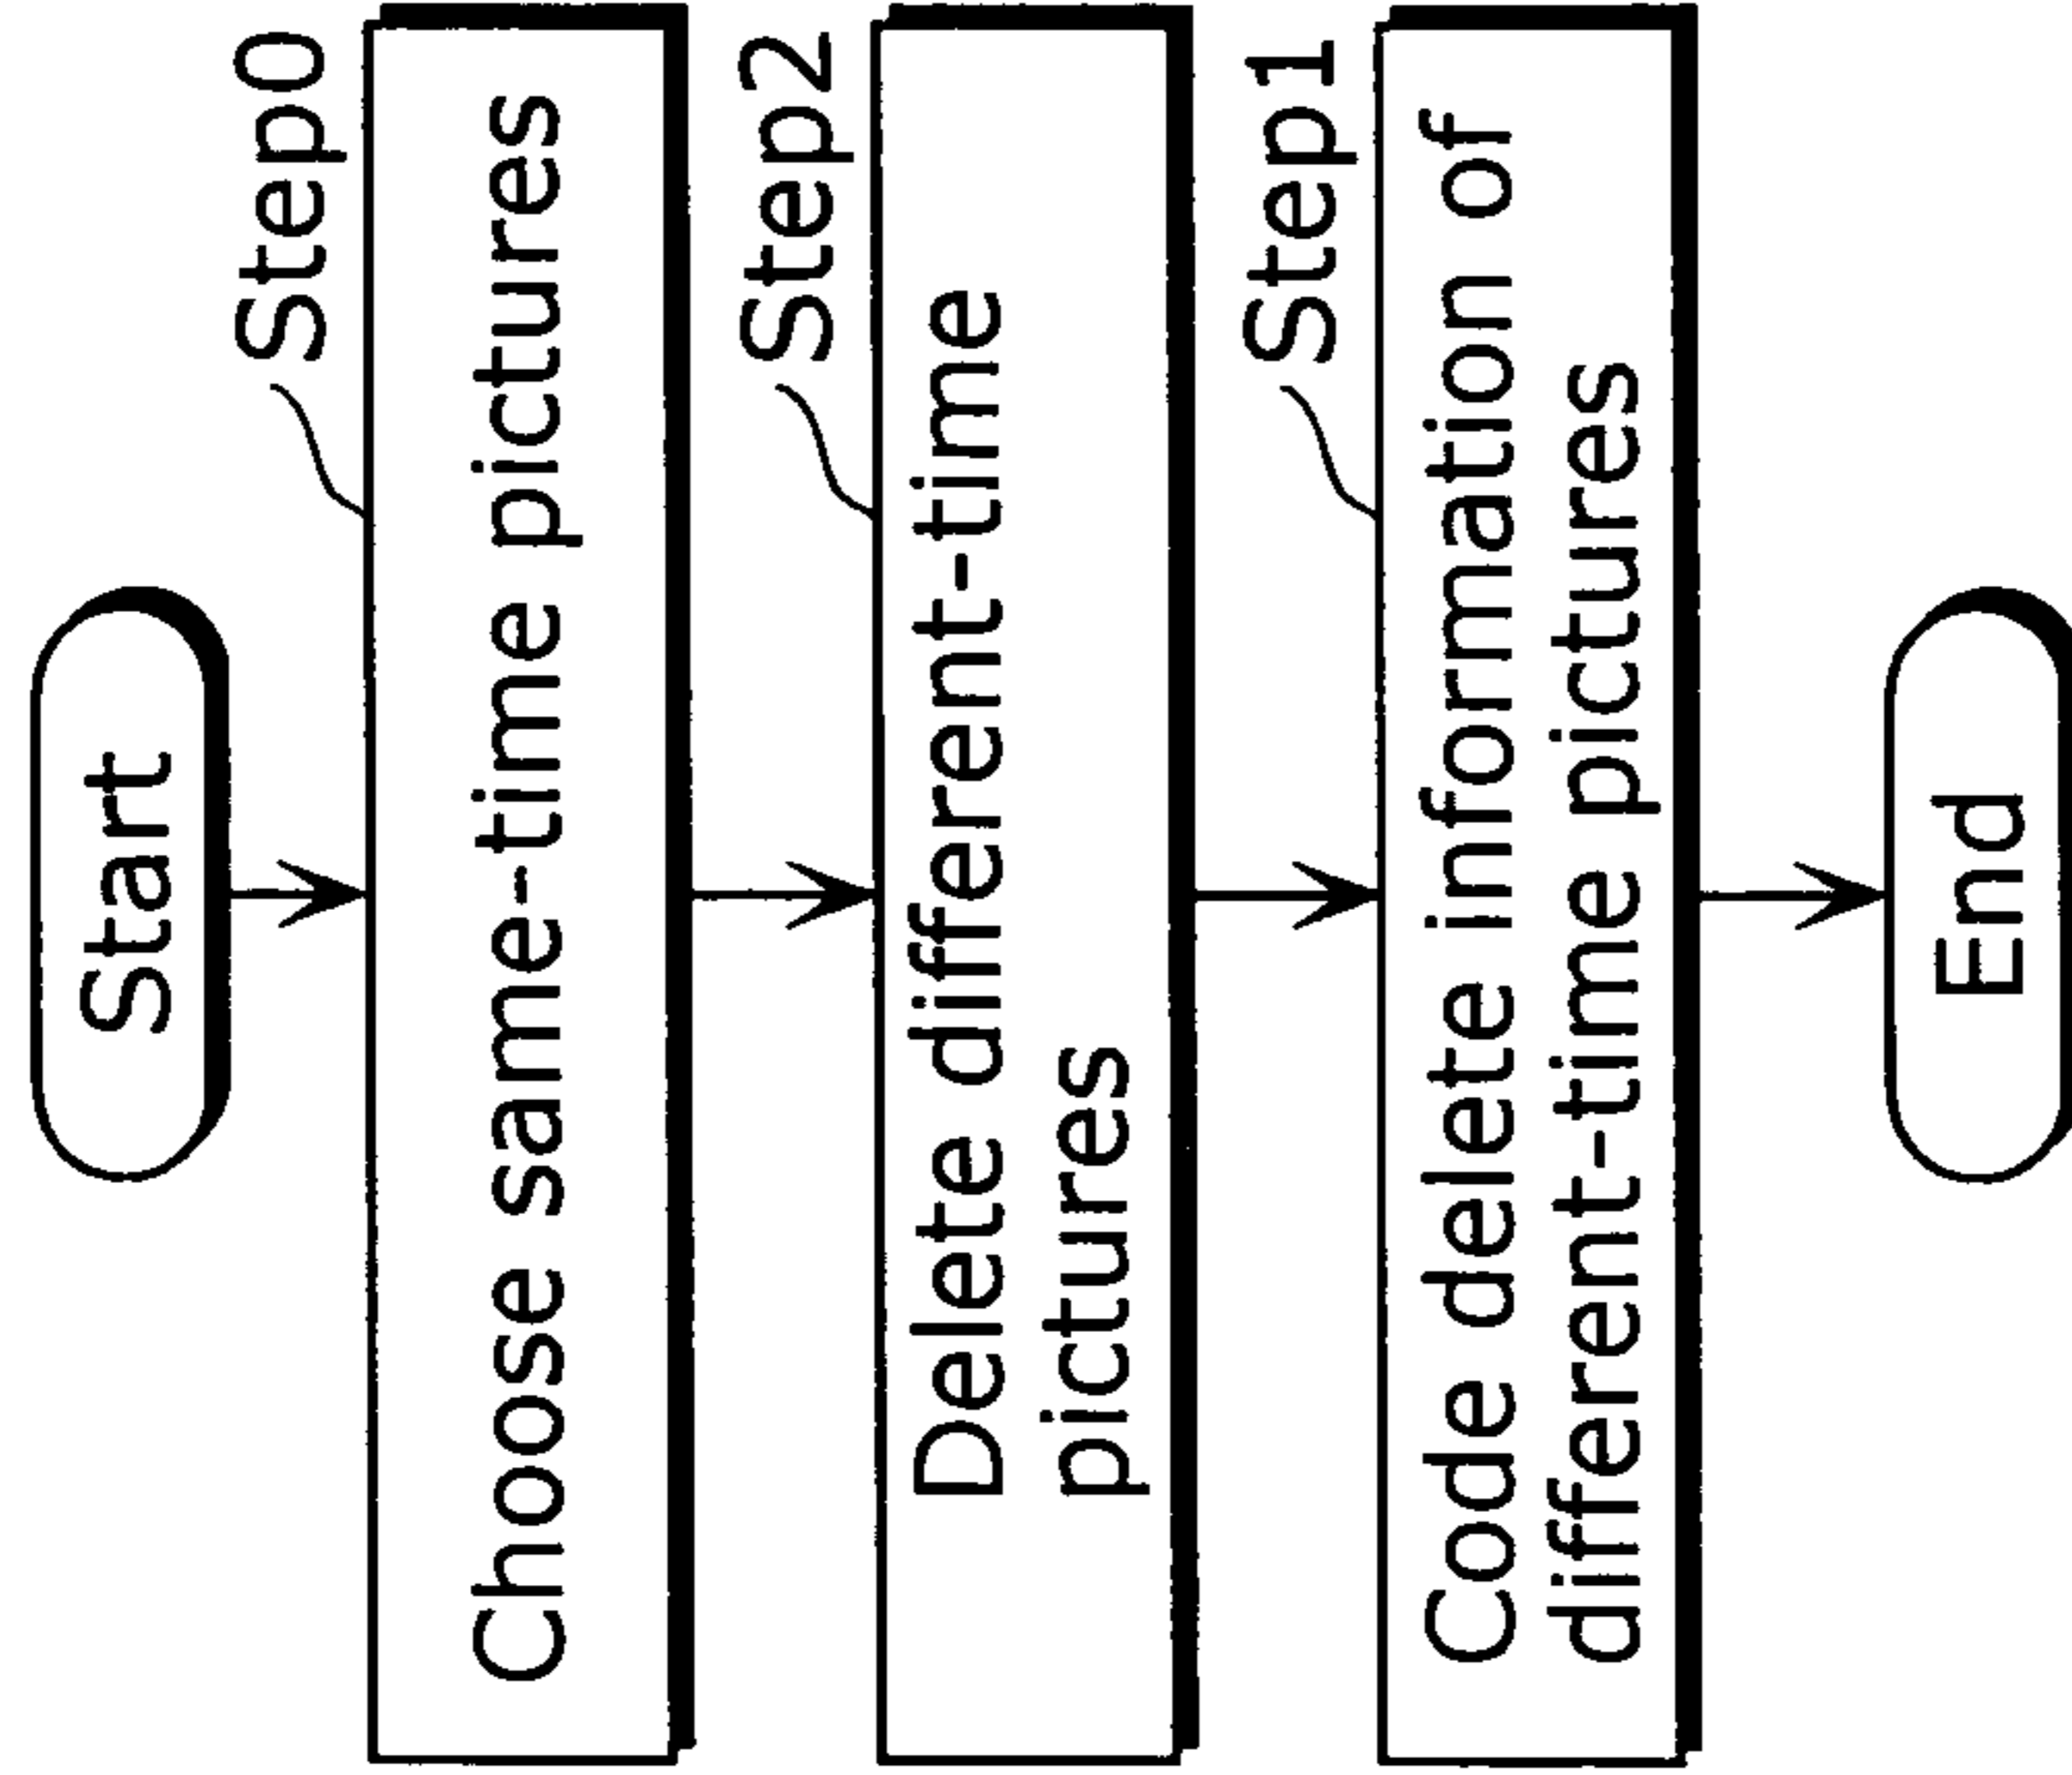 Start
Step0
Choose same-time pictures
Step2
Delete different-time
pictures
Step1
Code delete information of
different-time pictures
End